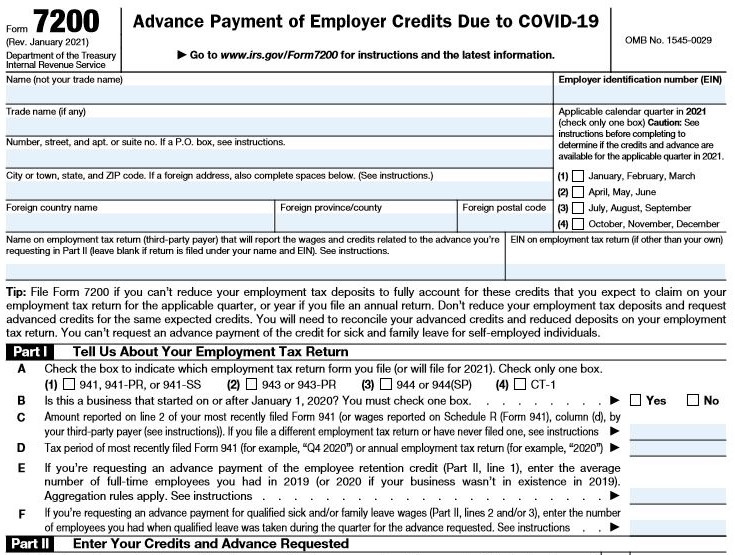 Form 7200
(Rev. January 2021)
Department of the Treasury
Internal Revenue Service
Advance Payment of Employer Credits Due to COVID-19
▶ Go to www.irs.gov/Form7200 for instructions and the latest information.
OMB No. 1545-0029
Name (not your trade name)
Employer identification number (EIN)
Trade name (if any)
Number, street, and apt. or suite no. If a P.O. box, see instructions.
City or town, state, and ZIP code. If a foreign address, also complete spaces below. (See instructions.)
Foreign country name
Foreign province/county
Foreign postal code
Applicable calendar quarter in 2021
(check only one box) Caution: See
instructions before completing to
determine if the credits and advance are
available for the applicable quarter in 2021.
(1) ☐ January, February, March
(2) ☐ April, May, June
(3) ☐ July, August, September
(4) ☐ October, November, December
Name on employment tax return (third-party payer) that will report the wages and credits related to the advance you're
requesting in Part II (leave blank if return is filed under your name and EIN). See instructions.
EIN on employment tax return (if other than your own)
Tip: File Form 7200 if you can't reduce your employment tax deposits to fully account for these credits that you expect to claim on your
employment tax return for the applicable quarter, or year if you file an annual return. Don't reduce your employment tax deposits and request
advanced credits for the same expected credits. You will need to reconcile your advanced credits and reduced deposits on your employment
tax return. You can't request an advance payment of the credit for sick and family leave for self-employed individuals.
Part I Tell Us About Your Employment Tax Return
A Check the box to indicate which employment tax return form you file (or will file for 2021). Check only one box.
(1) ☐ 941, 941-PR, or 941-SS (2) ☐ 943 or 943-PR (3) ☐ 944 or 944(SP) (4) ☐ CT-1
B Is this a business that started on or after January 1, 2020? You must check one box. . . . . . . . . ▶ ☐ Yes ☐ No
C Amount reported on line 2 of your most recently filed Form 941 (or wages reported on Schedule R (Form 941), column (d), by
your third-party payer (see instructions)). If you file a different employment tax return or have never filed one, see instructions ▶
D Tax period of most recently filed Form 941 (for example, "Q4 2020") or annual employment tax return (for example, "2020") ▶
E If you're requesting an advance payment of the employee retention credit (Part II, line 1), enter the average
number of full-time employees you had in 2019 (or 2020 if your business wasn't in existence in 2019).
Aggregation rules apply. See instructions . . . . . . . . . . . . . . . . . . . . . . . ▶
F If you're requesting an advance payment for qualified sick and/or family leave wages (Part II, lines 2 and/or 3), enter the number
of employees you had when qualified leave was taken during the quarter for the advance requested. See instructions . . ▶
Part II Enter Your Credits and Advance Requested